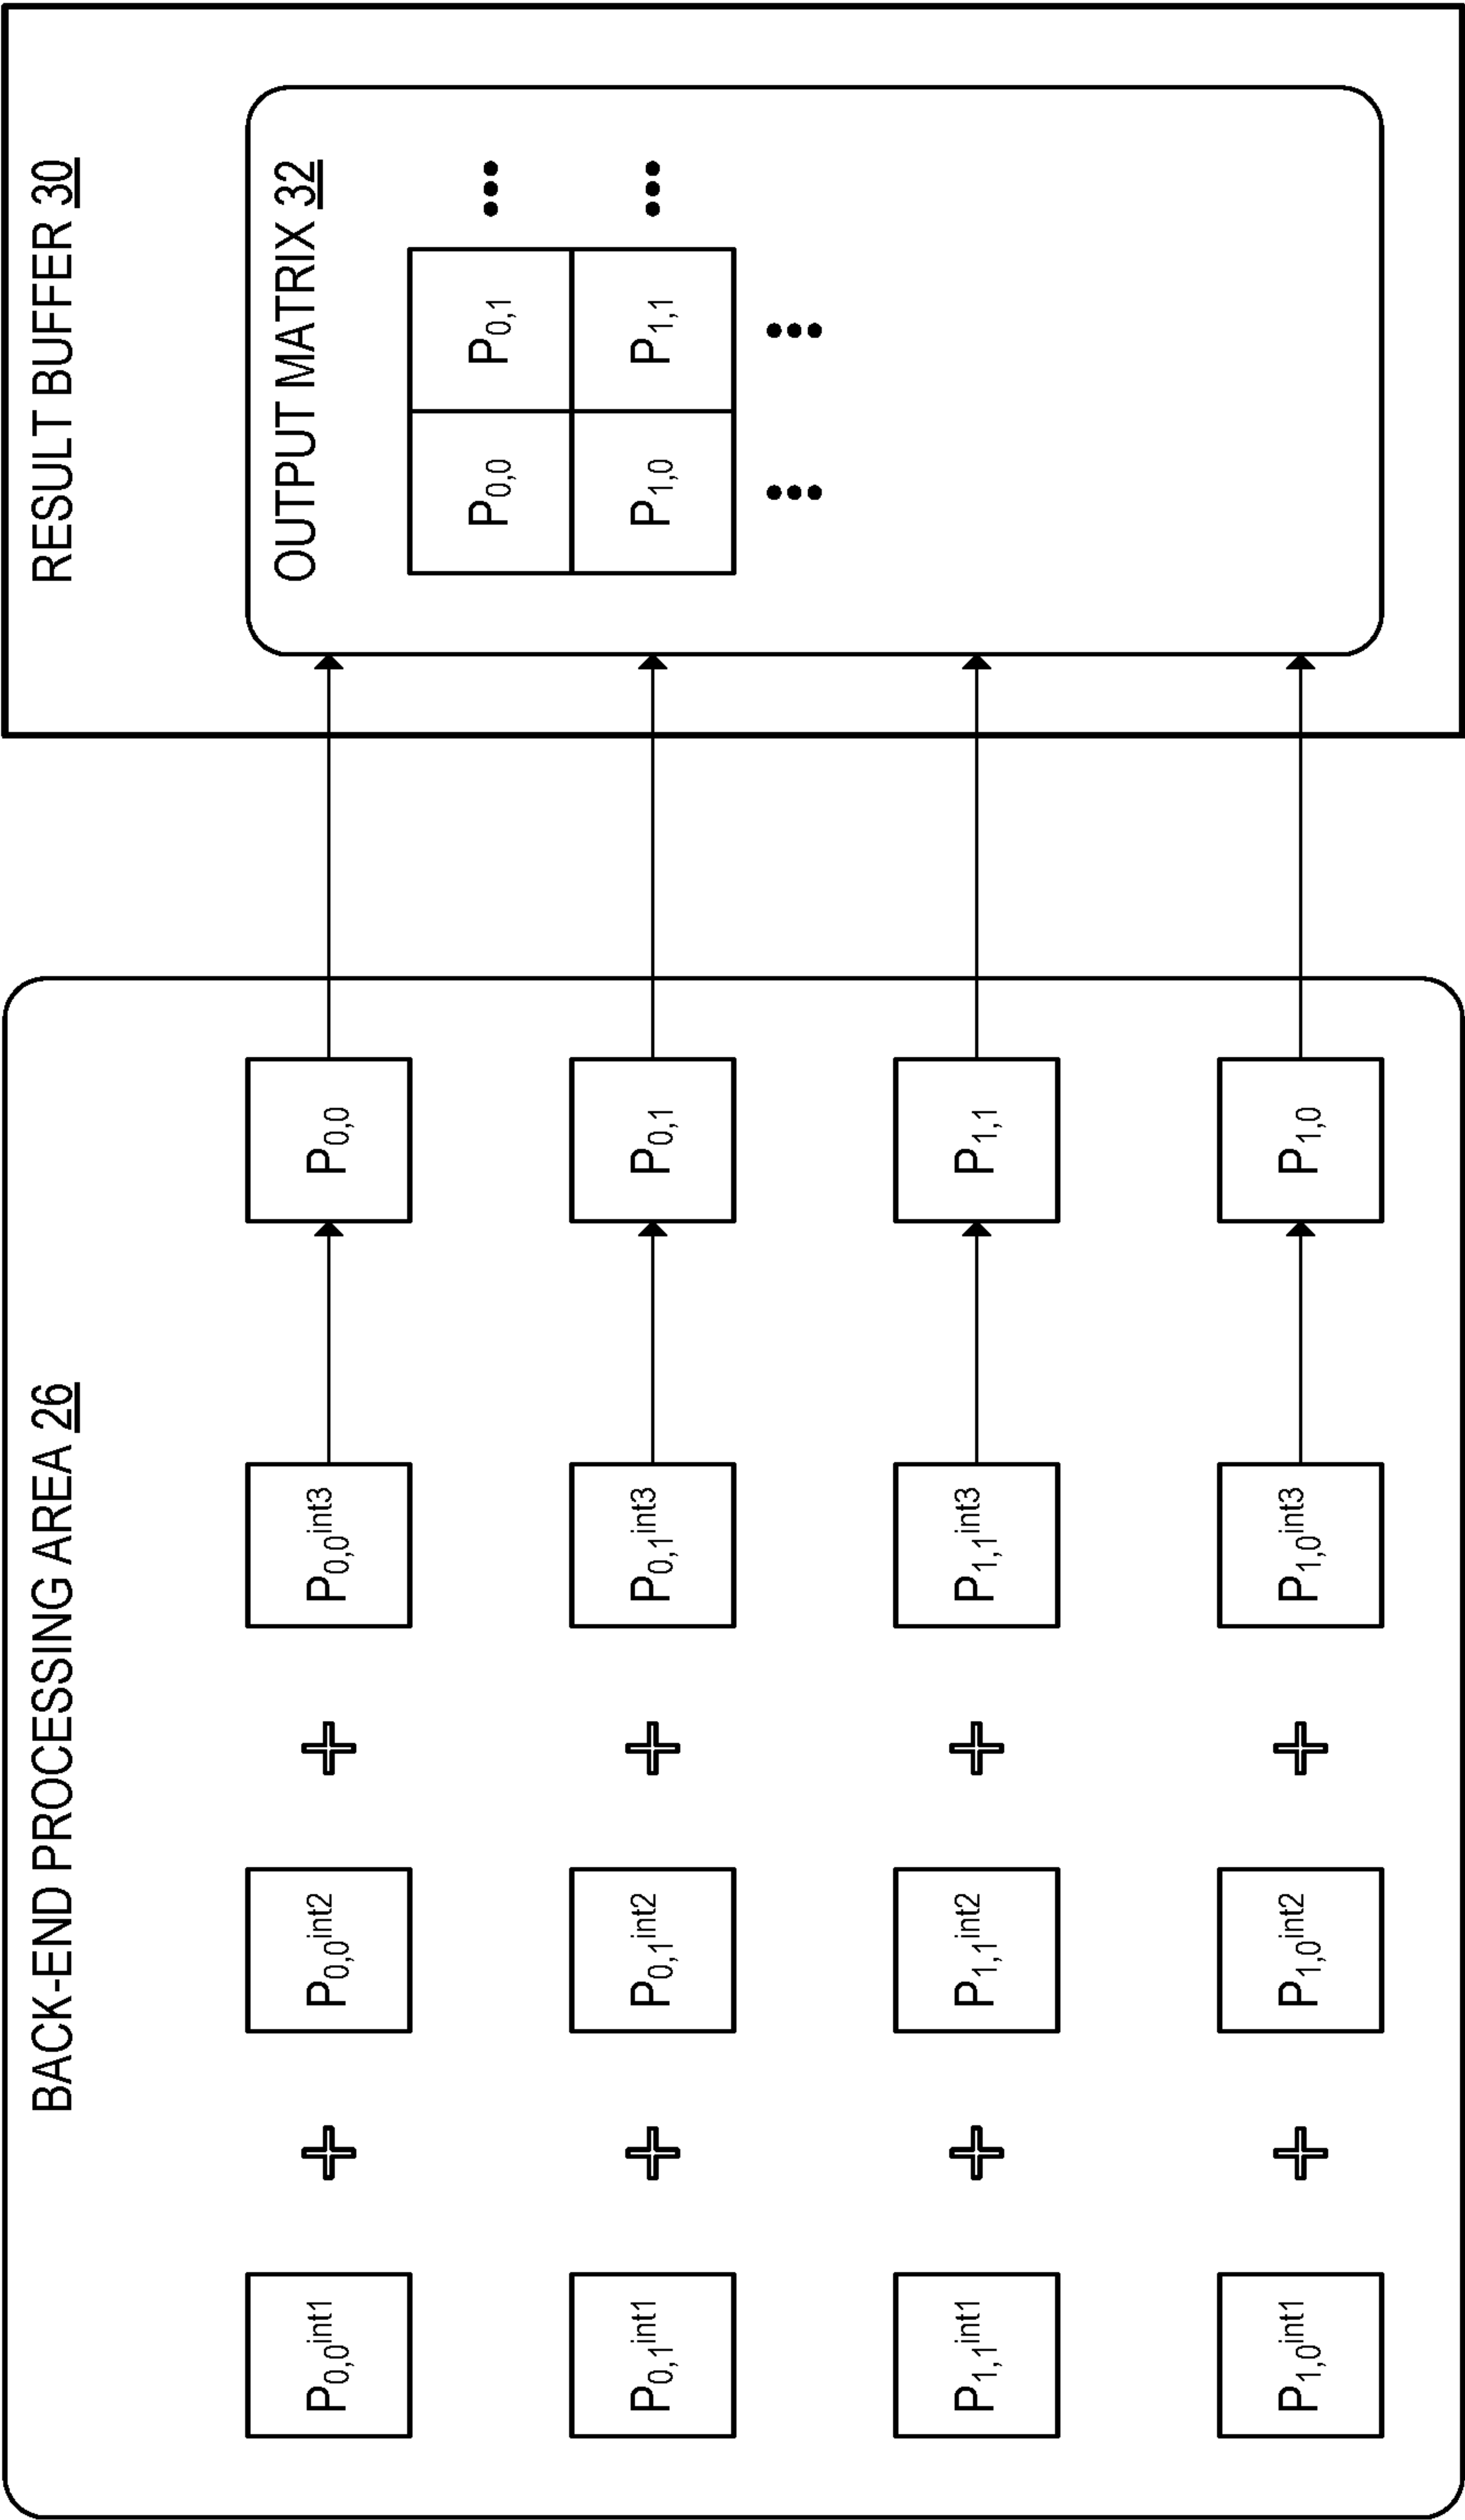 BACK-END PROCESSING AREA 26
P0,0int1 + P0,0int2 + P0,0int3 P0,0
P0,1int1 + P0,1int2 + P0,1int3 P0,1
P1,1int1 + P1,1int2 + P1,1int3 P1,1
P1,0int1 + P1,0int2 + P1,0int3 P1,0
RESULT BUFFER 30
OUTPUT MATRIX 32
P0,0 P0,1 •••
P1,0 P1,1 •••
••• •••